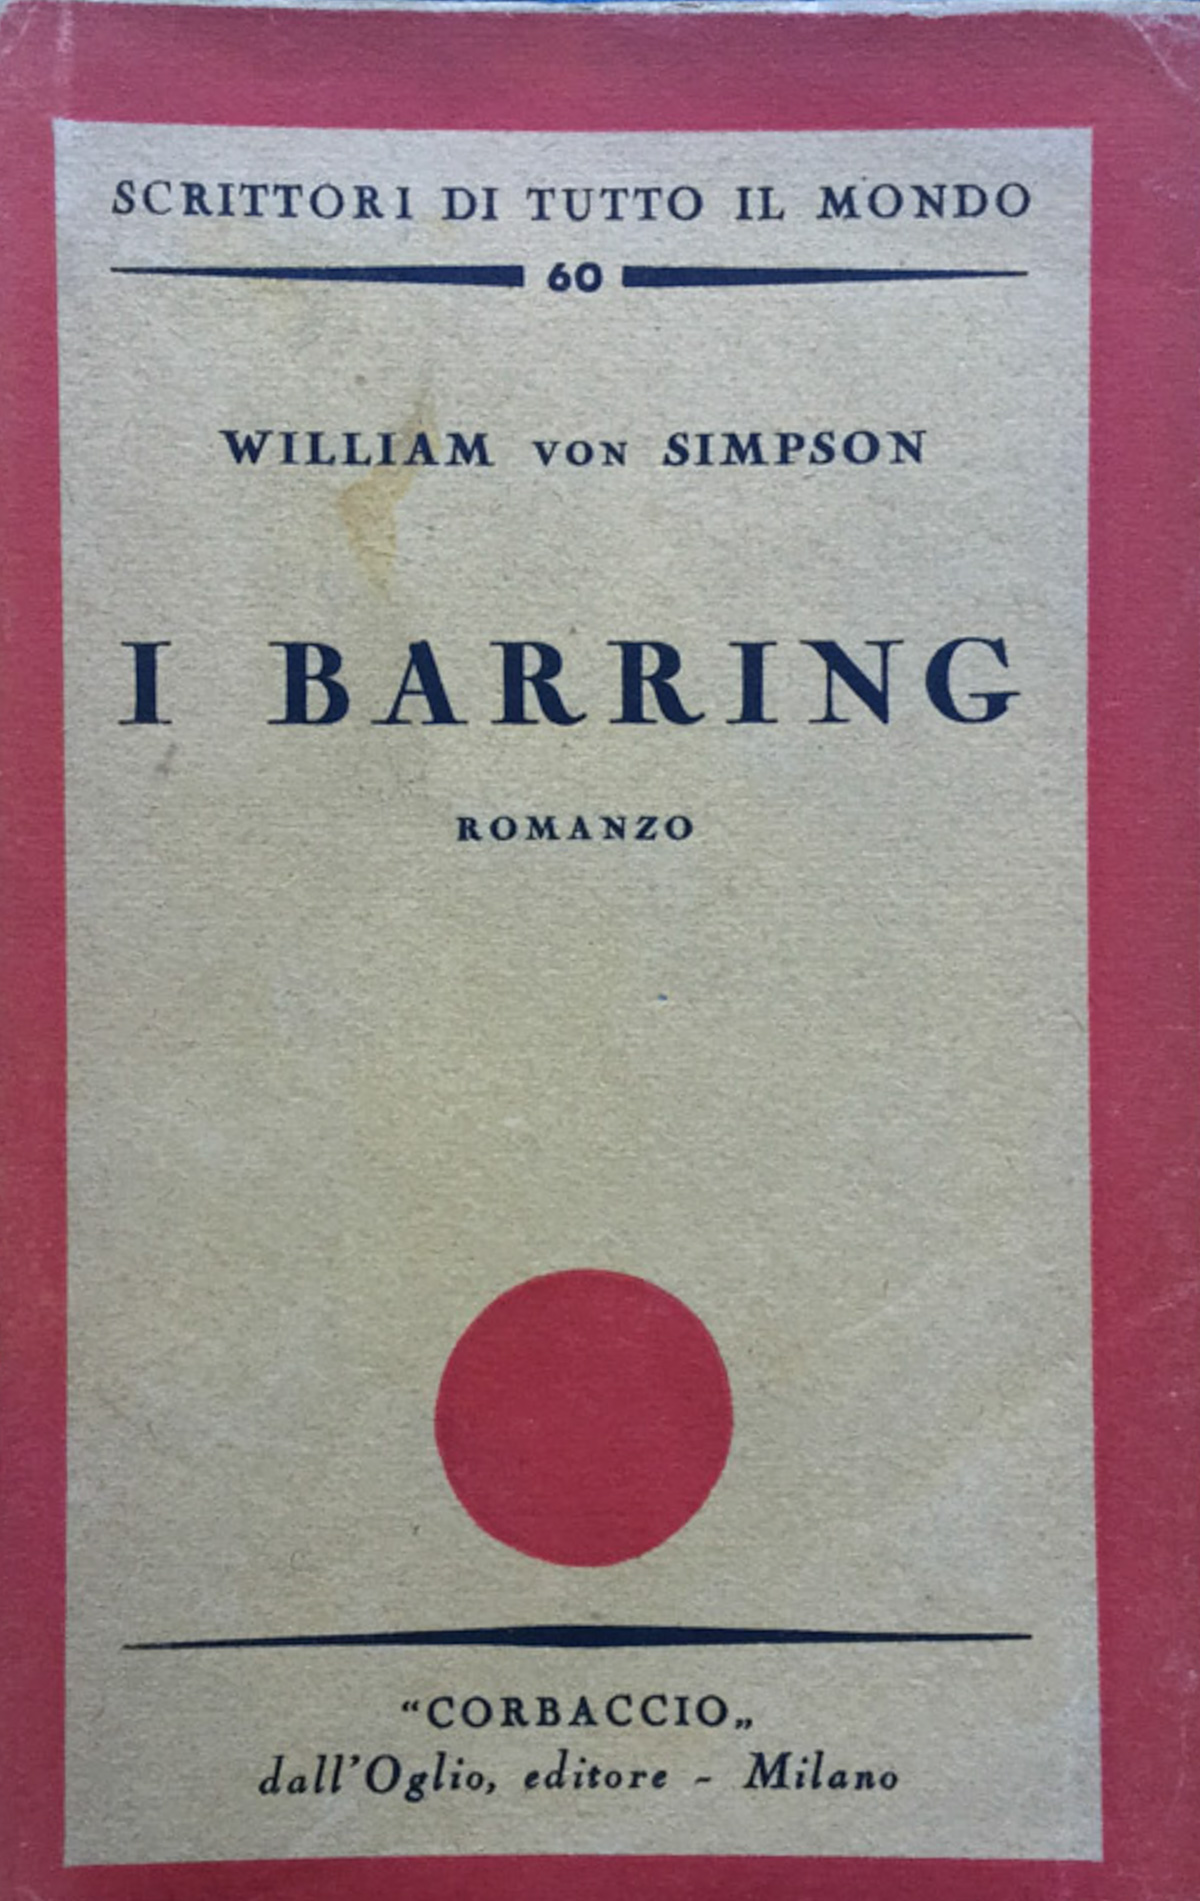 SCRITTORI DI TUTTO IL MONDO
60
WILLIAM VON SIMPSON
I BARRING
ROMANZO
“CORBACCIO„
dall'Oglio, editore - Milano